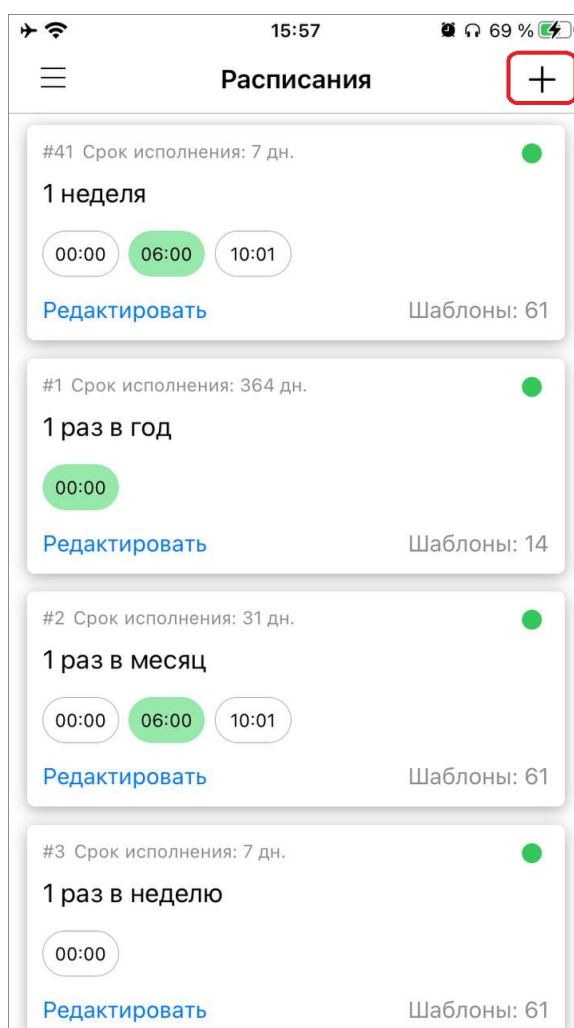 15:57 69 %
Расписания
#41 Срок исполнения: 7 дн.
1 неделя
00:00 06:00 10:01
Редактировать Шаблоны: 61
#1 Срок исполнения: 364 дн.
1 раз в год
00:00
Редактировать Шаблоны: 14
#2 Срок исполнения: 31 дн.
1 раз в месяц
00:00 06:00 10:01
Редактировать Шаблоны: 61
#3 Срок исполнения: 7 дн.
1 раз в неделю
00:00
Редактировать Шаблоны: 61